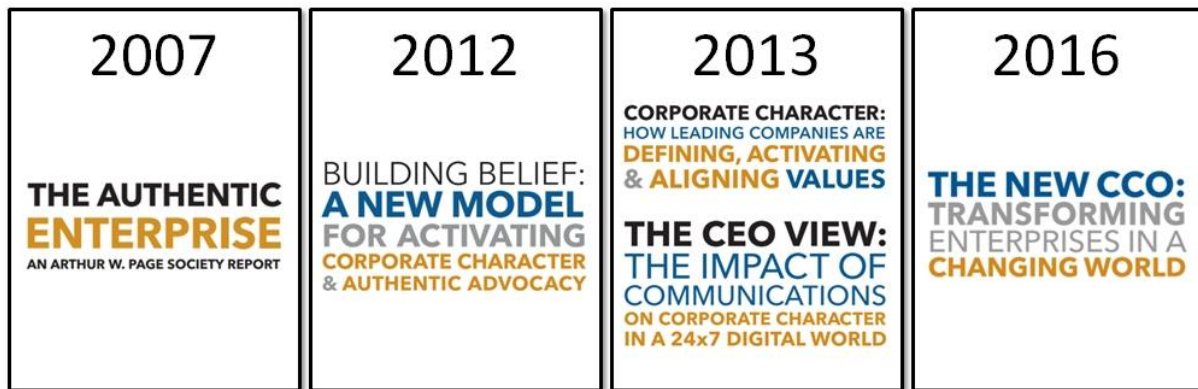 2007
THE AUTHENTIC
ENTERPRISE
AN ARTHUR W. PAGE SOCIETY REPORT
2012
BUILDING BELIEF:
A NEW MODEL
FOR ACTIVATING
CORPORATE CHARACTER
& AUTHENTIC ADVOCACY
2013
CORPORATE CHARACTER:
HOW LEADING COMPANIES ARE
DEFINING, ACTIVATING
& ALIGNING VALUES
THE CEO VIEW:
THE IMPACT OF
COMMUNICATIONS
ON CORPORATE CHARACTER
IN A 24x7 DIGITAL WORLD
2016
THE NEW CCO:
TRANSFORMING
ENTERPRISES IN A
CHANGING WORLD